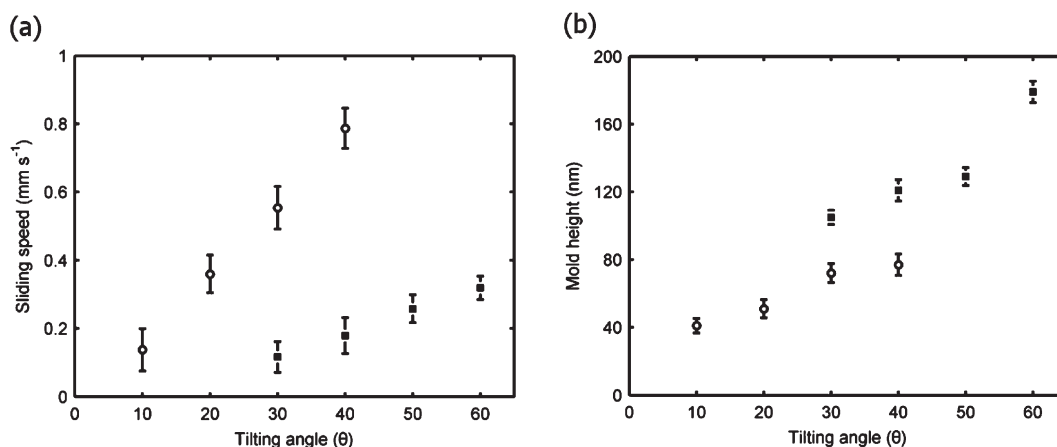 (a)
1
0.8
0.6
0.4
0.2
0
0 10 20 30 40 50 60
Sliding speed (mm s⁻¹)
Tilting angle (θ)
(b)
200
160
120
80
40
0
0 10 20 30 40 50 60
Mold height (nm)
Tilting angle (θ)